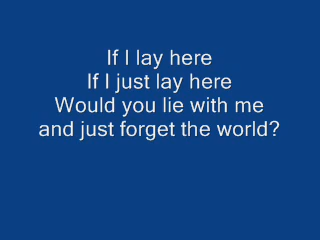 If I lay here
If I just lay here
Would you lie with me
and just forget the world?